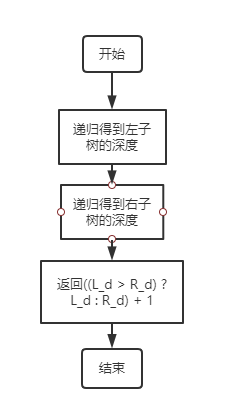 开始
递归得到左子
树的深度
递归得到右子
树的深度
返回((L_d > R_d) ?
L_d : R_d) + 1
结束